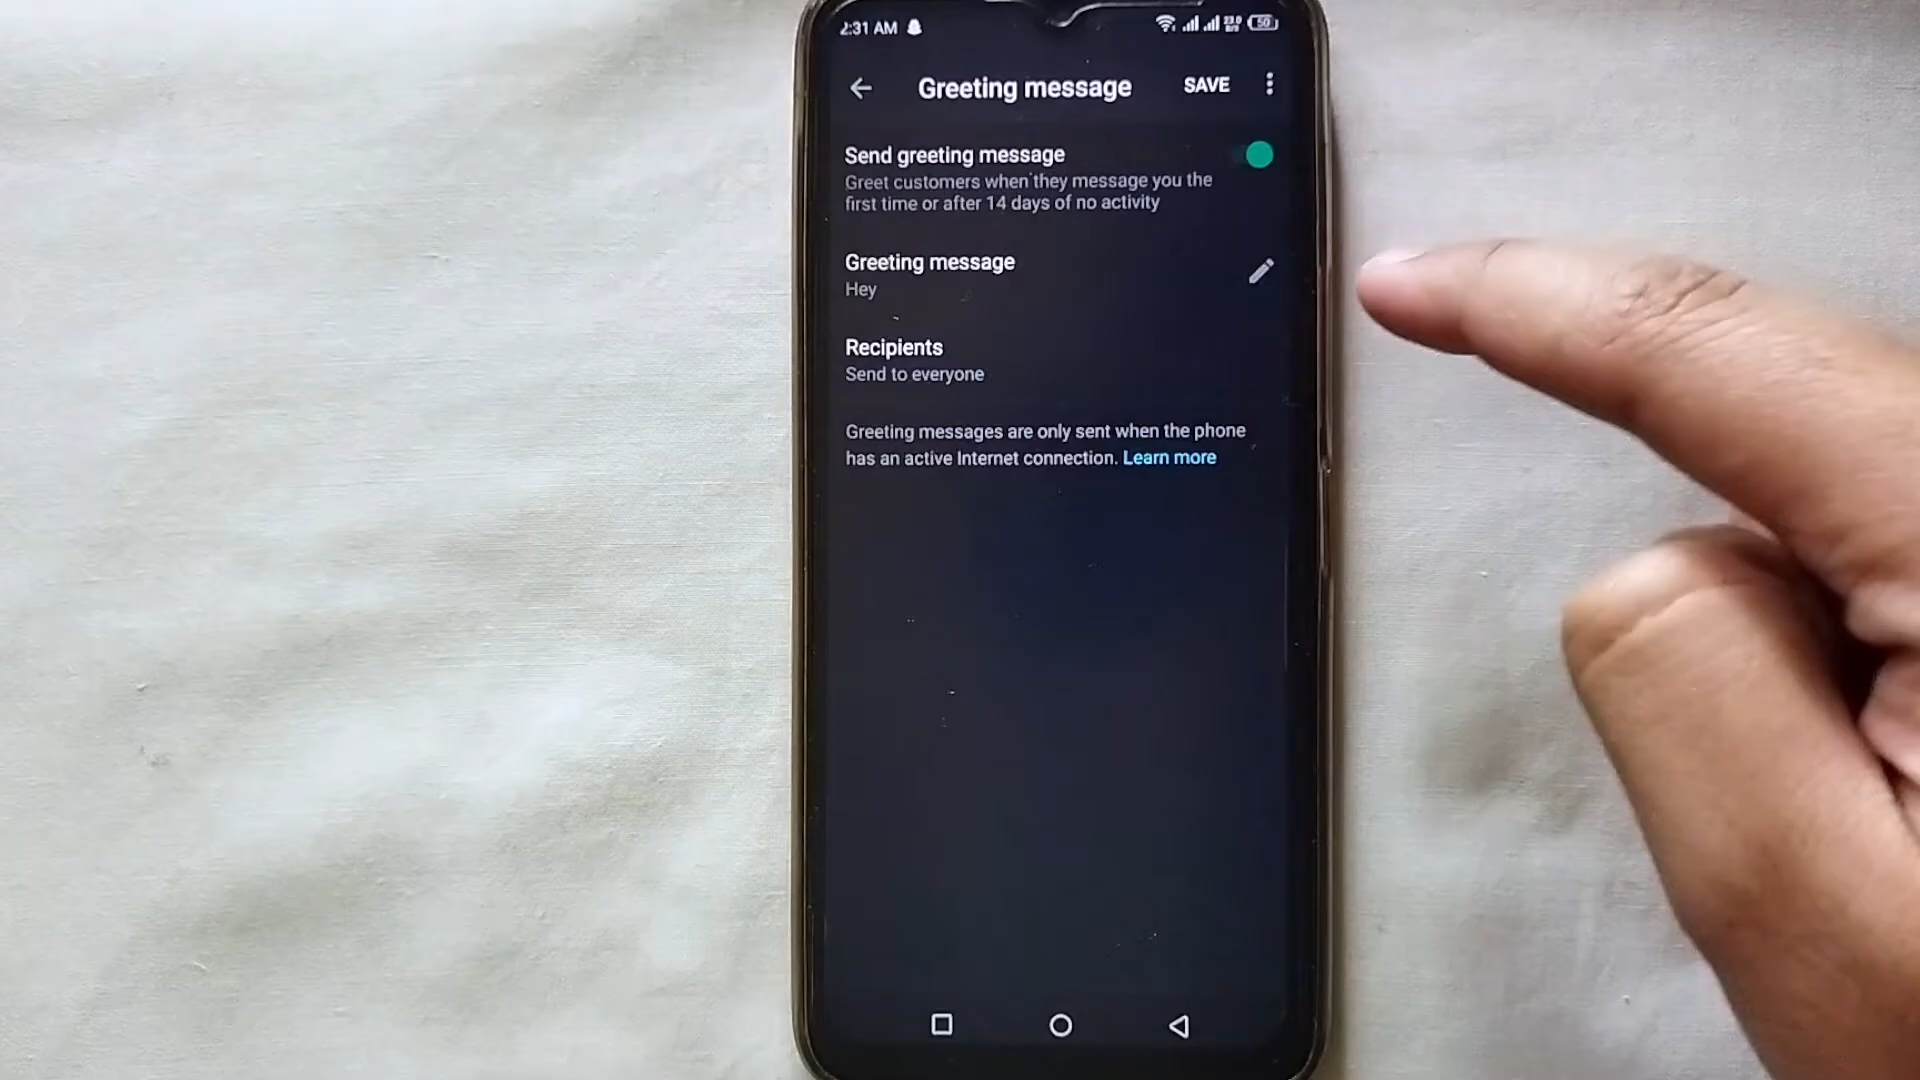 2:31 AM
50
Greeting message
SAVE
Send greeting message
Greet customers when they message you the
first time or after 14 days of no activity
Greeting message
Hey
Recipients
Send to everyone
Greeting messages are only sent when the phone
has an active Internet connection. Learn more